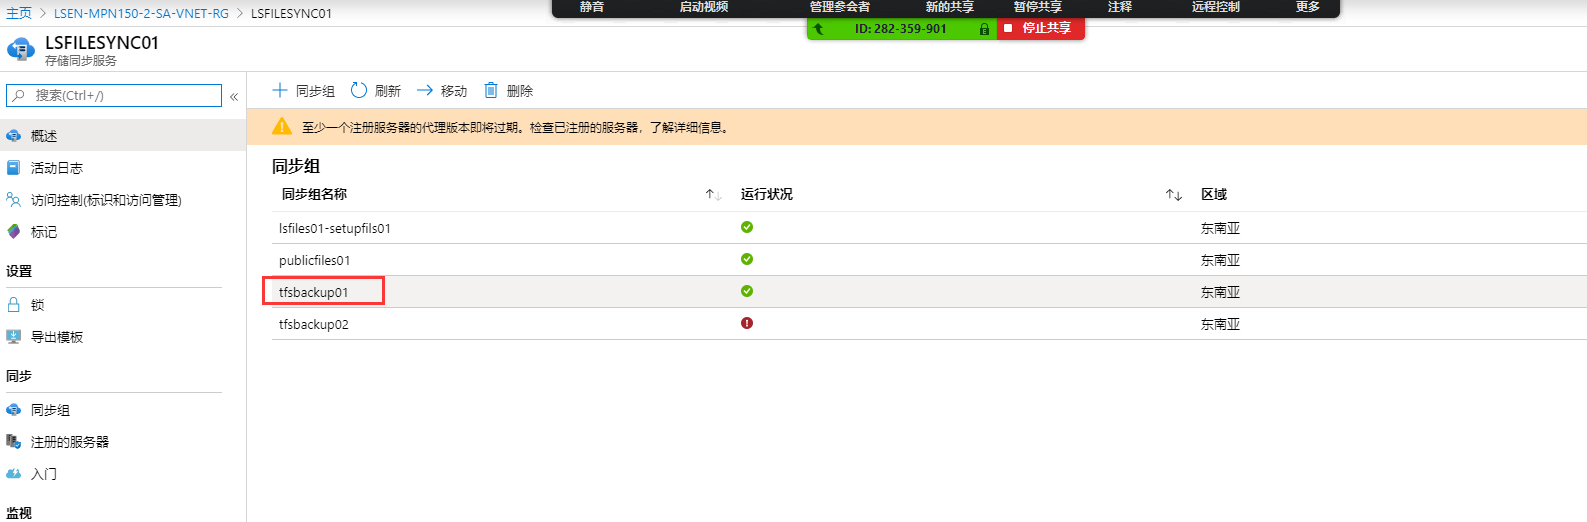 静音 启动视频 管理参会者 新的共享 暂停共享 注释 远程控制 更多
主页 > LSEN-MPN150-2-SA-VNET-RG > LSFILESYNC01
ID: 282-359-901 停止共享
LSFILESYNC01
存储同步服务
搜索(Ctrl+/) «
同步组 刷新 移动 删除
至少一个注册服务器的代理版本即将过期。检查已注册的服务器，了解详细信息。
概述
活动日志
访问控制(标识和访问管理)
标记
设置
锁
导出模板
同步
同步组
注册的服务器
入门
监视
同步组
同步组名称 运行状况 区域
lsfiles01-setupfils01 东南亚
publicfiles01 东南亚
tfsbackup01 东南亚
tfsbackup02 东南亚